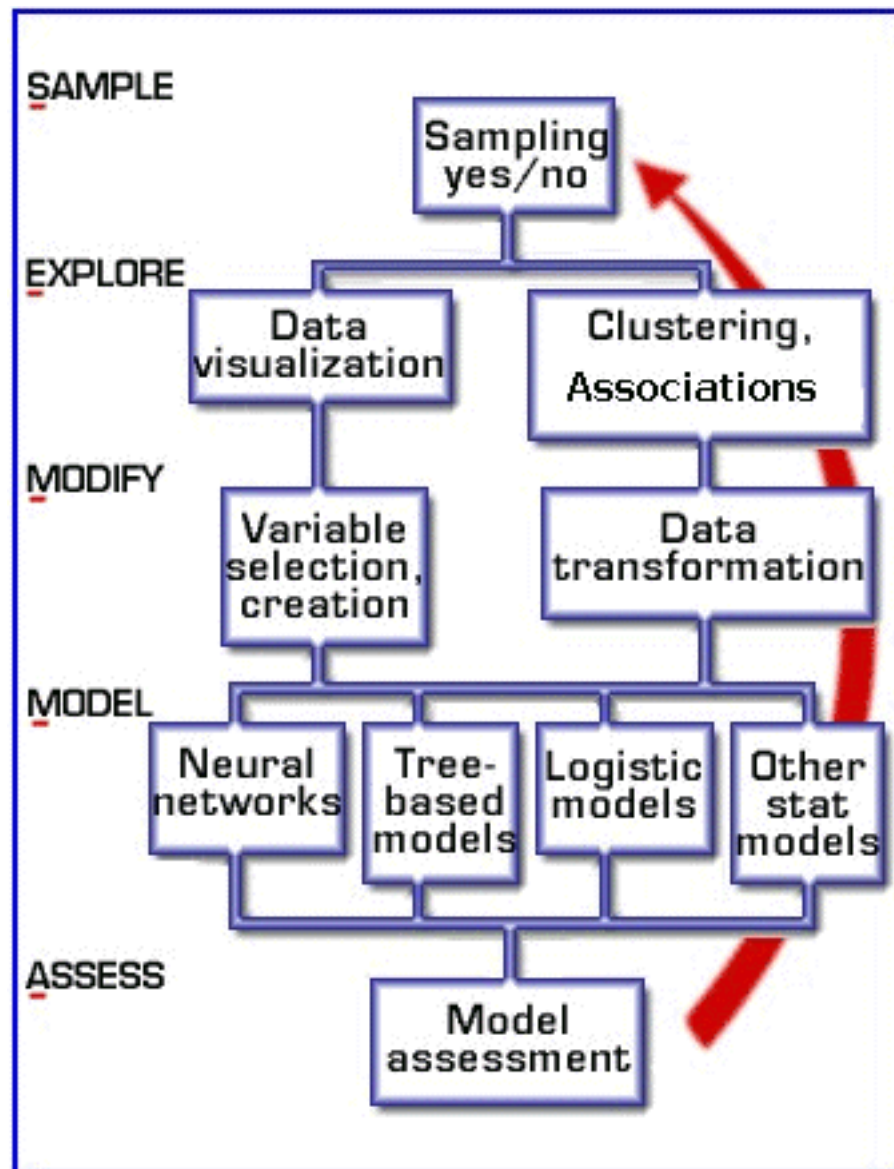 SAMPLE
Sampling
yes/no
EXPLORE
Data
visualization
Clustering,
Associations
MODIFY
Variable
selection,
creation
Data
transformation
MODEL
Neural
networks
Tree-
based
models
Logistic
models
Other
stat
models
ASSESS
Model
assessment